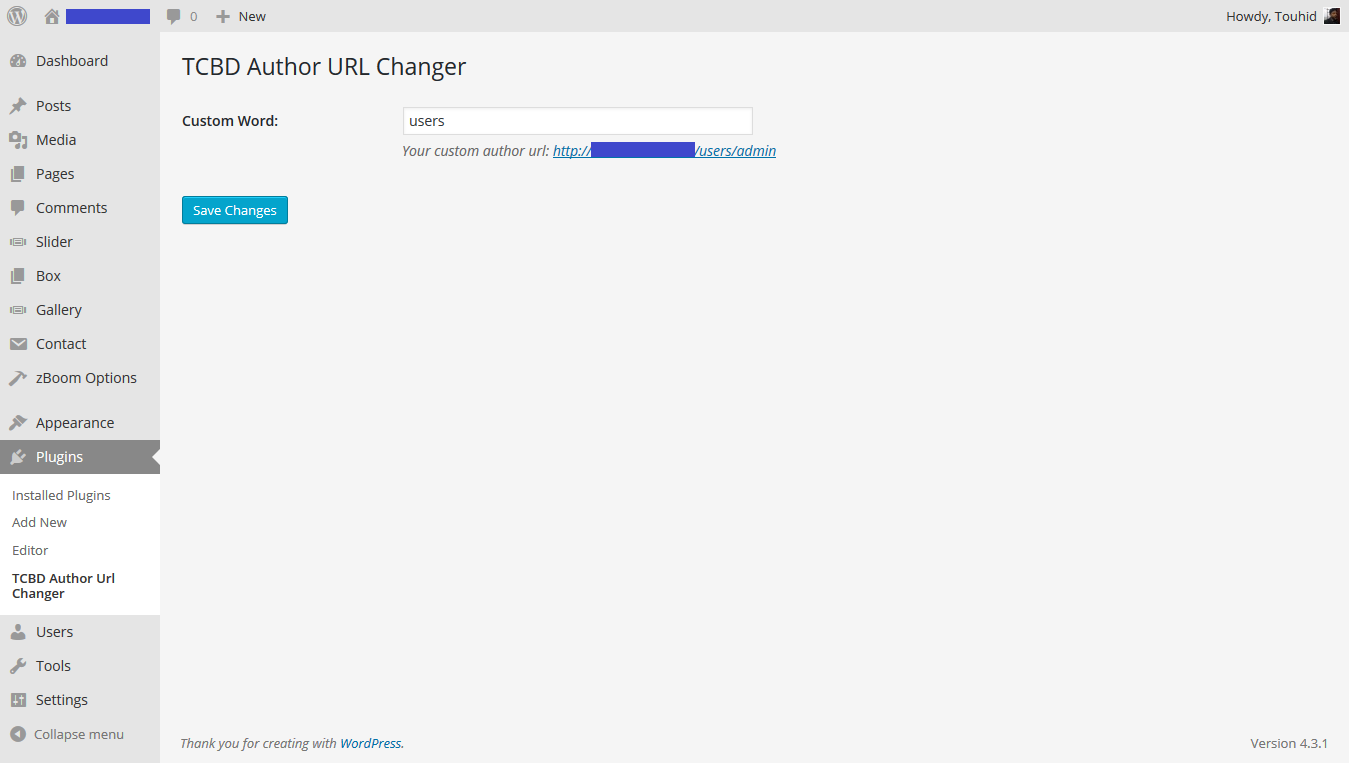 0 New Howdy, Touhid
Dashboard
Posts
Media
Pages
Comments
Slider
Box
Gallery
Contact
zBoom Options
Appearance
Plugins
Installed Plugins
Add New
Editor
TCBD Author Url
Changer
Users
Tools
Settings
Collapse menu
TCBD Author URL Changer
Custom Word: users
Your custom author url: http:// /users/admin
Save Changes
Thank you for creating with WordPress. Version 4.3.1